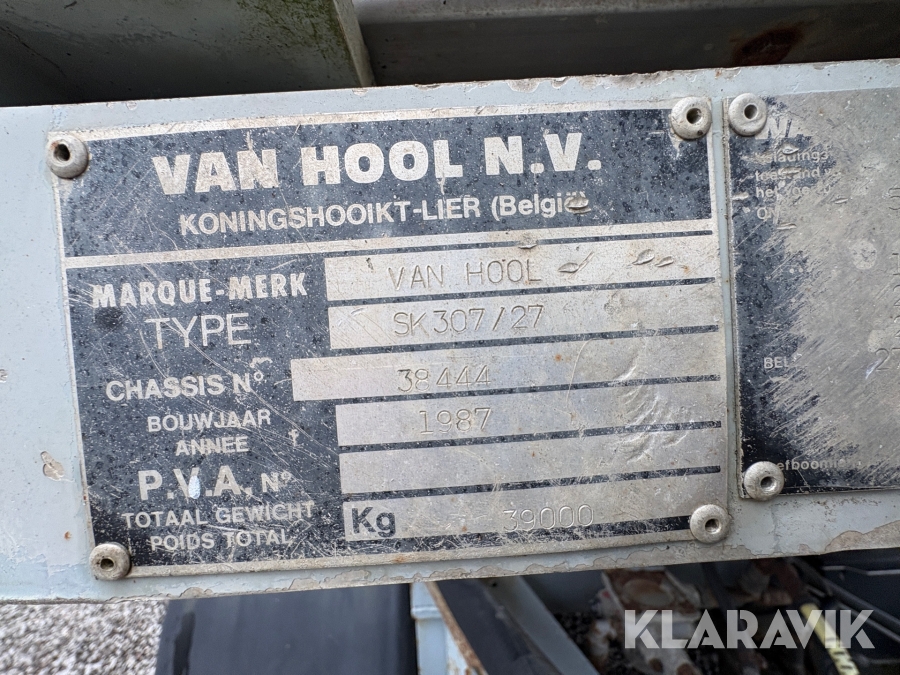 VAN HOOL N.V.
KONINGSHOOIKT-LIER (België)
MARQUE-MERK VAN HOOL
TYPE SK307/27
CHASSIS N° 38444
BOUWJAAR 1987
ANNEE
P.V.A. N°
TOTAAL GEWICHT Kg 39000
POIDS TOTAL
KLARAVIK